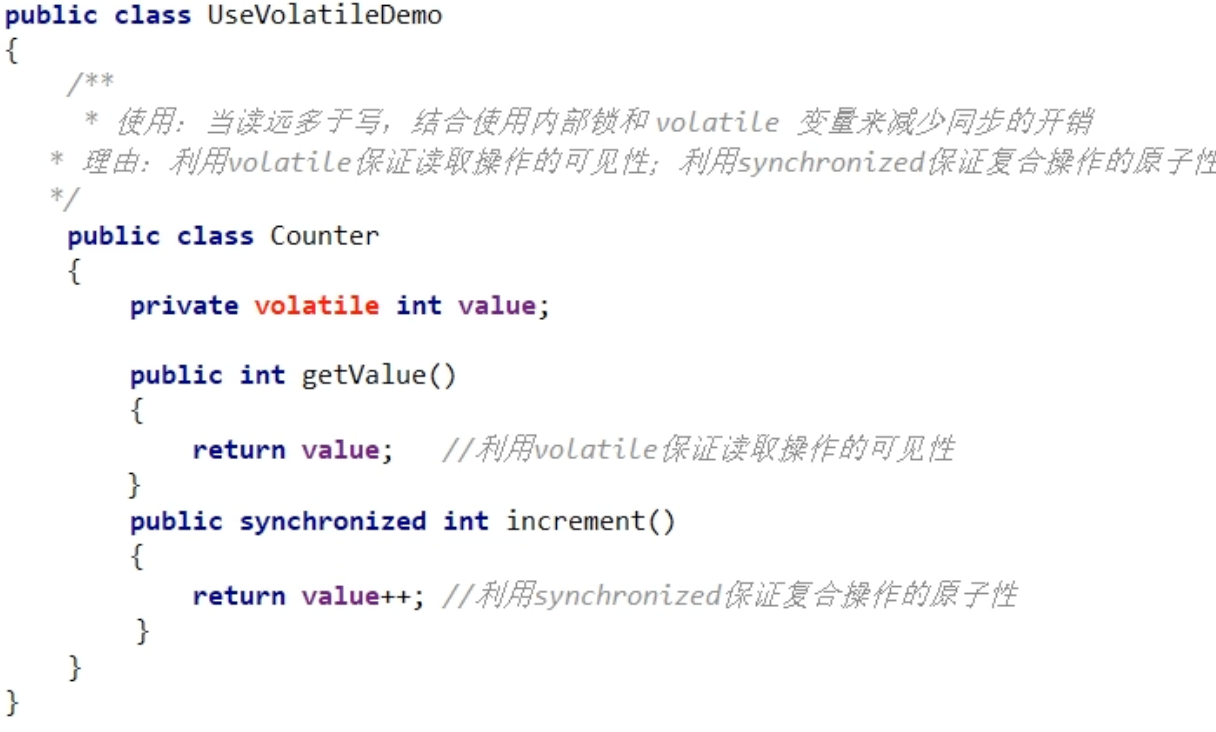 public class UseVolatileDemo
{
/**
* 使用：当读远多于写，结合使用内部锁和 volatile 变量来减少同步的开销
* 理由：利用volatile保证读取操作的可见性；利用synchronized保证复合操作的原子性
*/
public class Counter
{
private volatile int value;
public int getValue()
{
return value; //利用volatile保证读取操作的可见性
}
public synchronized int increment()
{
return value++; //利用synchronized保证复合操作的原子性
}
}
}